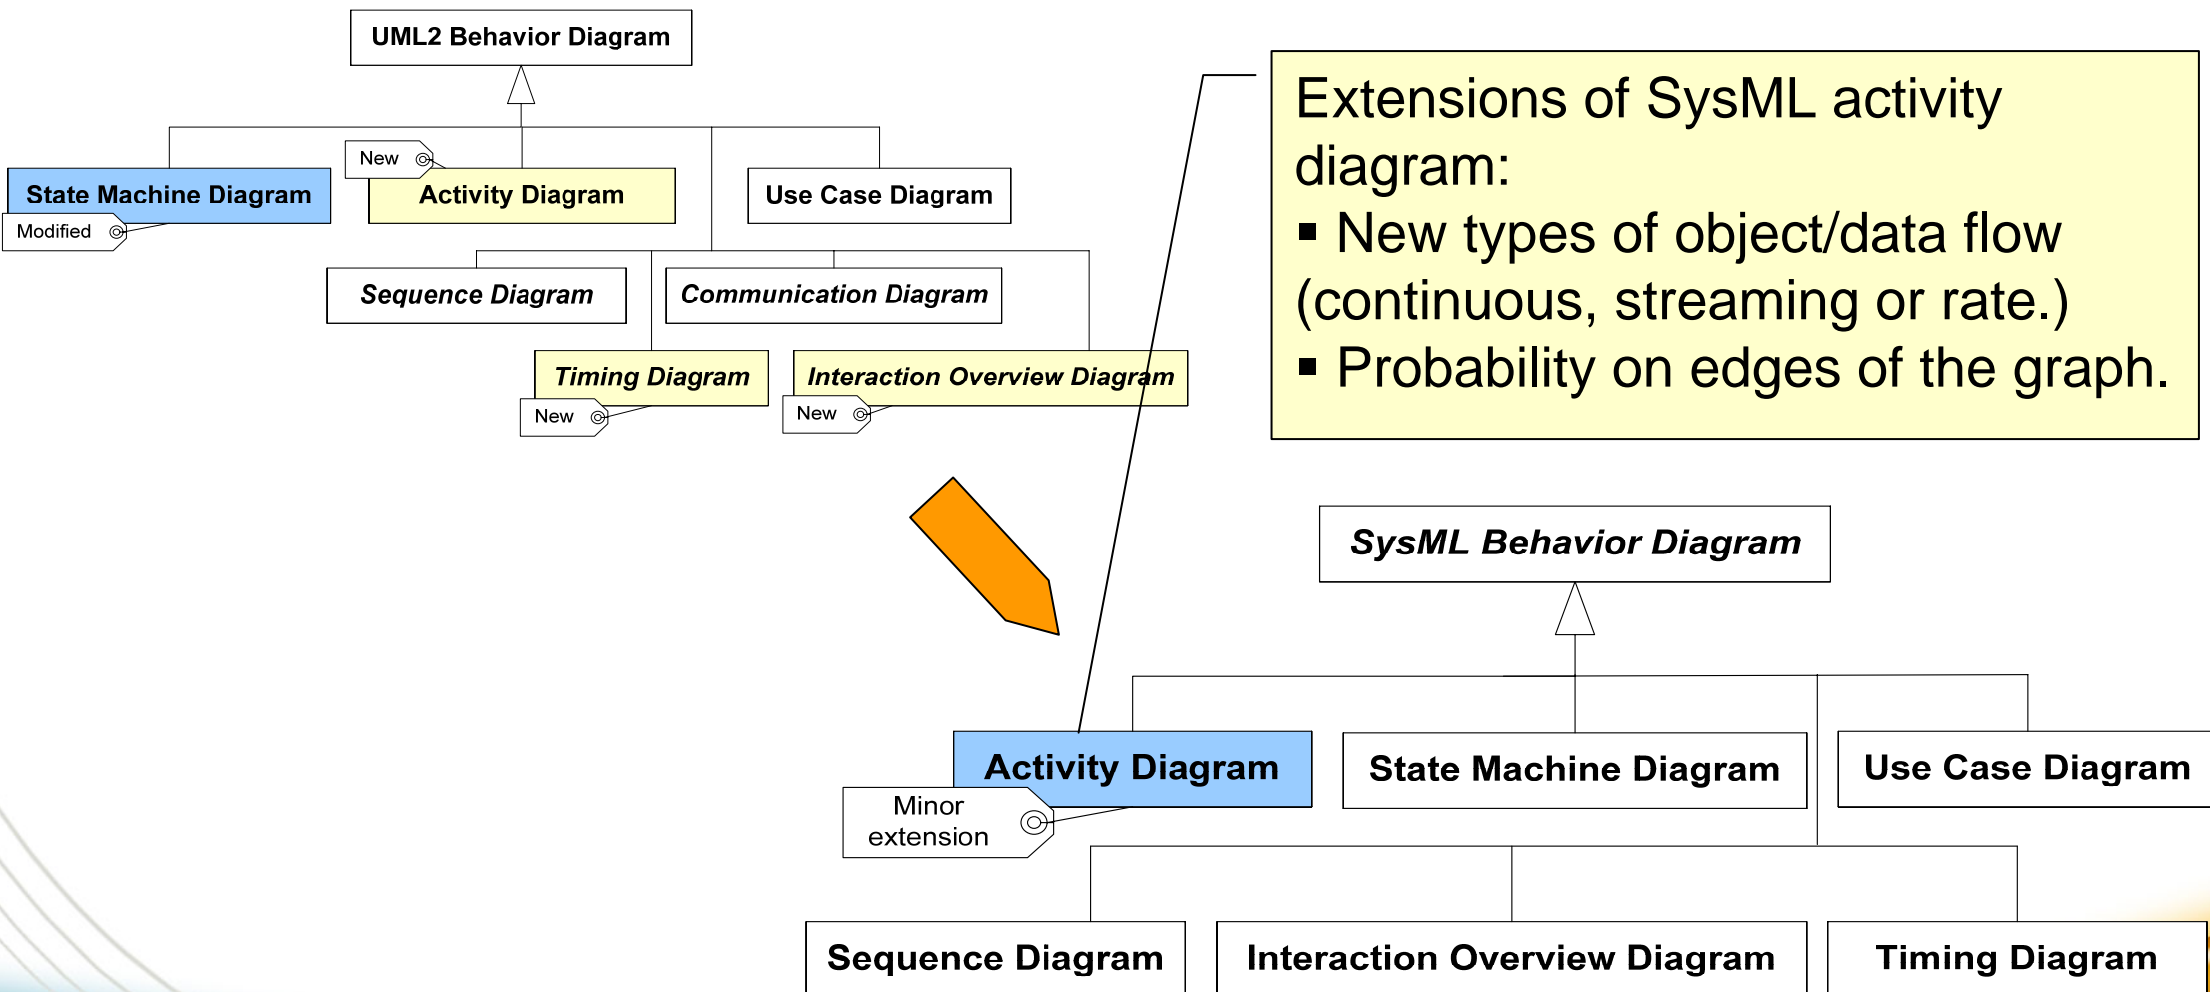 UML2 Behavior Diagram
New
State Machine Diagram
Activity Diagram
Use Case Diagram
Modified
Sequence Diagram
Communication Diagram
Timing Diagram
Interaction Overview Diagram
New
New
Extensions of SysML activity
diagram:
▪ New types of object/data flow
(continuous, streaming or rate.)
▪ Probability on edges of the graph.
SysML Behavior Diagram
Activity Diagram
State Machine Diagram
Use Case Diagram
Minor
extension
Sequence Diagram
Interaction Overview Diagram
Timing Diagram